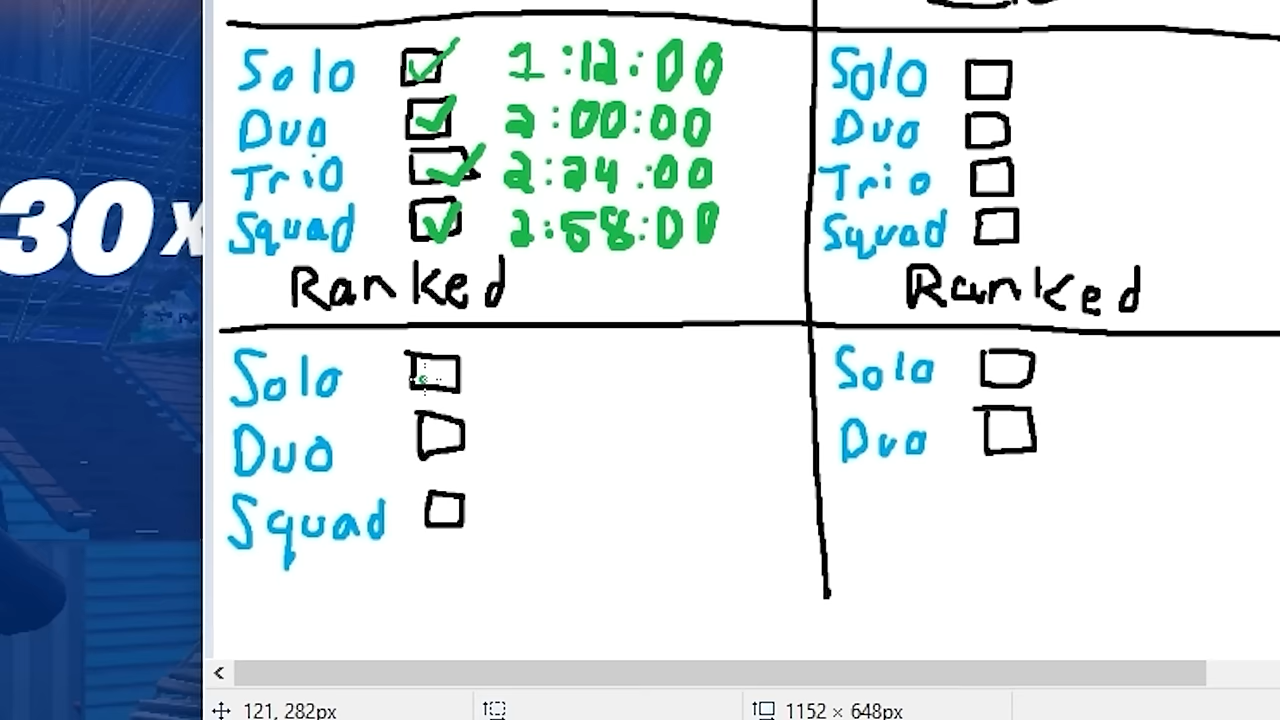 Solo 1:12:00
Duo 2:00:00
Trio 2:24:00
Squad 2:58:00
Ranked
Solo
Duo
Squad
Solo
Duo
Trio
Squad
Ranked
Solo
Duo
30 x
121, 282px
1152 × 648px